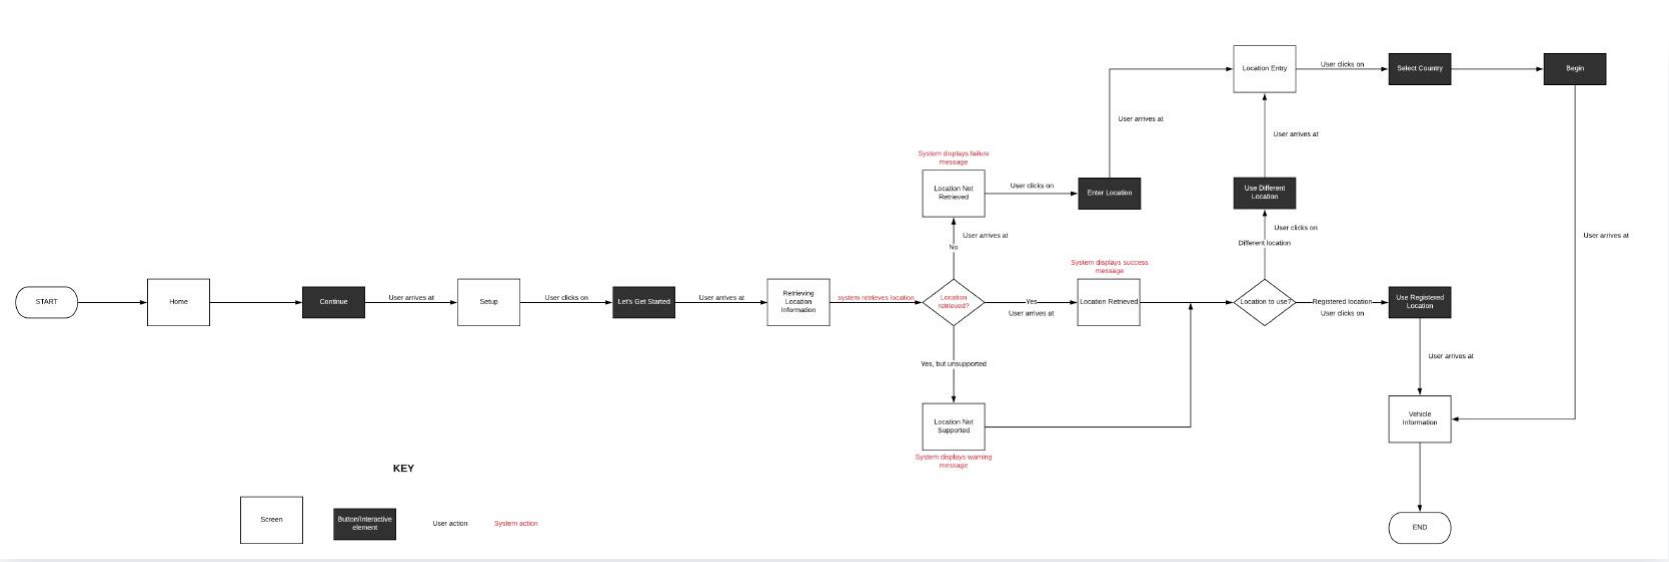 Location Entry
User clicks on
Select Country
Begin
User arrives at
User arrives at
System displays failure
message
Location Not
Retrieved
User clicks on
Enter Location
Use Different
Location
User arrives at
No
User clicks on
Different location
User arrives at
System displays success
message
START
Home
Continue
User arrives at
Setup
User clicks on
Let's Get Started
User arrives at
Retrieving
Location
Information
system retrieves location
Location
retrieved?
Yes
User arrives at
Location Retrieved
Location to use?
Registered location
User clicks on
Use Registered
Location
User arrives at
Yes, but unsupported
Location Not
Supported
System displays warning
message
Vehicle
Information
KEY
Screen
Button/Interactive
element
User action
System action
END